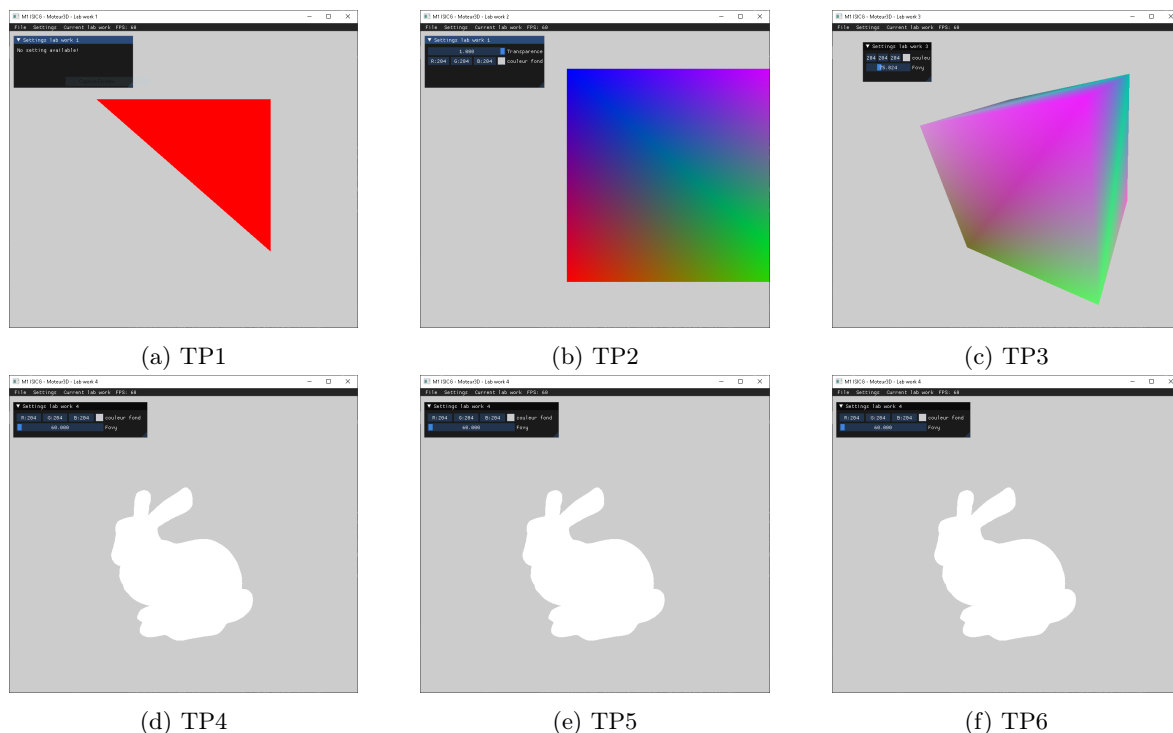 M1 ISICG - Moteur3D - Lab work 1
File Settings Current lab work FPS: 60
Settings lab work 1
No setting available!
(a) TP1
M1 ISICG - Moteur3D - Lab work 2
File Settings Current lab work FPS: 60
Settings lab work 1
1.000 Transparence
R:204 G:204 B:204 couleur fond
(b) TP2
M1 ISICG - Moteur3D - Lab work 3
File Settings Current lab work FPS: 60
Settings lab work 3
204 204 204 couleu
Fovy
(c) TP3
M1 ISICG - Moteur3D - Lab work 4
File Settings Current lab work FPS: 60
Settings lab work 4
R:204 G:204 B:204 couleur fond
60.000 Fovy
(d) TP4
M1 ISICG - Moteur3D - Lab work 4
File Settings Current lab work FPS: 60
Settings lab work 4
R:204 G:204 B:204 couleur fond
60.000 Fovy
(e) TP5
M1 ISICG - Moteur3D - Lab work 4
File Settings Current lab work FPS: 60
Settings lab work 4
R:204 G:204 B:204 couleur fond
60.000 Fovy
(f) TP6